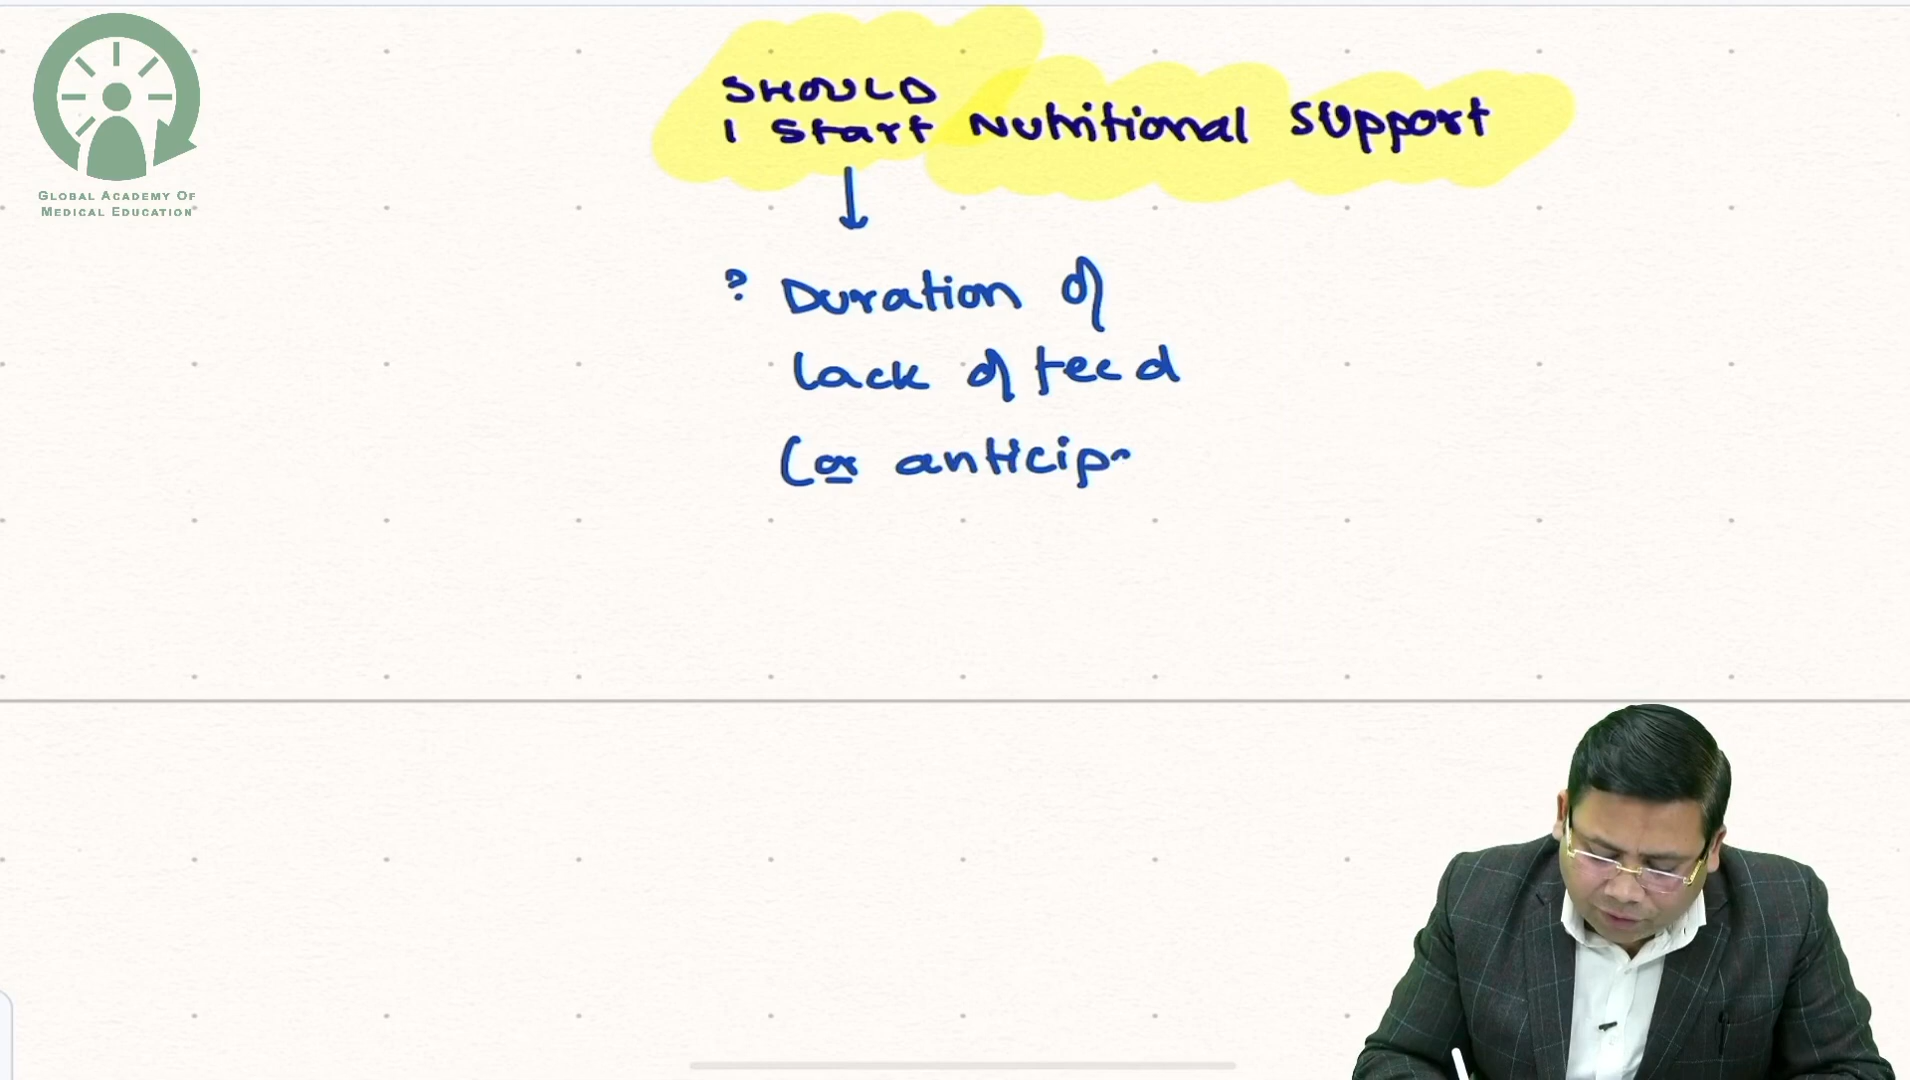 GLOBAL ACADEMY OF
MEDICAL EDUCATION
SHOULD
I start Nutritional Support
? Duration of
lack of feed
(or anticip